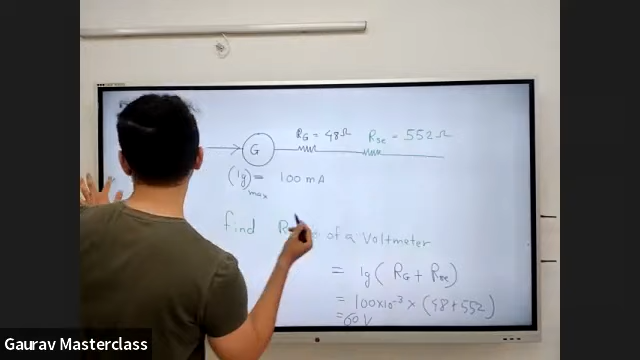 R_G = 48Ω R_se = 552Ω
G
(Ig)max = 100 mA
find of a Voltmeter
= Ig ( R_G + R_se )
= 100×10⁻³ × (48+552)
= 60 V
Gaurav Masterclass